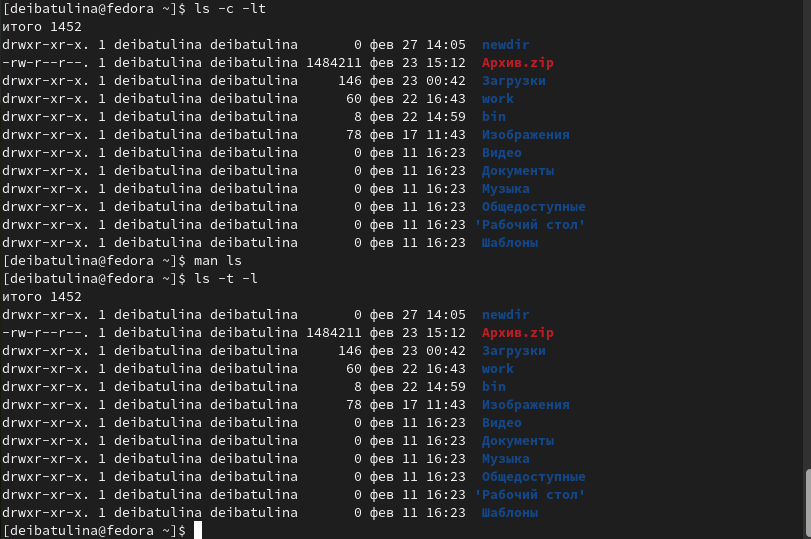 [deibatulina@fedora ~]$ ls -c -lt
итого 1452
drwxr-xr-x. 1 deibatulina deibatulina       0 фев 27 14:05  newdir
-rw-r--r--. 1 deibatulina deibatulina 1484211 фев 23 15:12  Архив.zip
drwxr-xr-x. 1 deibatulina deibatulina     146 фев 23 00:42  Загрузки
drwxr-xr-x. 1 deibatulina deibatulina      60 фев 22 16:43  work
drwxr-xr-x. 1 deibatulina deibatulina       8 фев 22 14:59  bin
drwxr-xr-x. 1 deibatulina deibatulina      78 фев 17 11:43  Изображения
drwxr-xr-x. 1 deibatulina deibatulina       0 фев 11 16:23  Видео
drwxr-xr-x. 1 deibatulina deibatulina       0 фев 11 16:23  Документы
drwxr-xr-x. 1 deibatulina deibatulina       0 фев 11 16:23  Музыка
drwxr-xr-x. 1 deibatulina deibatulina       0 фев 11 16:23  Общедоступные
drwxr-xr-x. 1 deibatulina deibatulina       0 фев 11 16:23 'Рабочий стол'
drwxr-xr-x. 1 deibatulina deibatulina       0 фев 11 16:23  Шаблоны
[deibatulina@fedora ~]$ man ls
[deibatulina@fedora ~]$ ls -t -l
итого 1452
drwxr-xr-x. 1 deibatulina deibatulina       0 фев 27 14:05  newdir
-rw-r--r--. 1 deibatulina deibatulina 1484211 фев 23 15:12  Архив.zip
drwxr-xr-x. 1 deibatulina deibatulina     146 фев 23 00:42  Загрузки
drwxr-xr-x. 1 deibatulina deibatulina      60 фев 22 16:43  work
drwxr-xr-x. 1 deibatulina deibatulina       8 фев 22 14:59  bin
drwxr-xr-x. 1 deibatulina deibatulina      78 фев 17 11:43  Изображения
drwxr-xr-x. 1 deibatulina deibatulina       0 фев 11 16:23  Видео
drwxr-xr-x. 1 deibatulina deibatulina       0 фев 11 16:23  Документы
drwxr-xr-x. 1 deibatulina deibatulina       0 фев 11 16:23  Музыка
drwxr-xr-x. 1 deibatulina deibatulina       0 фев 11 16:23  Общедоступные
drwxr-xr-x. 1 deibatulina deibatulina       0 фев 11 16:23 'Рабочий стол'
drwxr-xr-x. 1 deibatulina deibatulina       0 фев 11 16:23  Шаблоны
[deibatulina@fedora ~]$